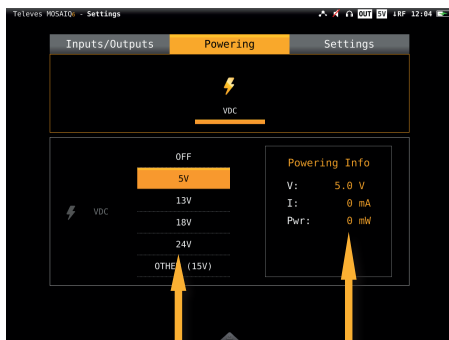 Televes MOSAIQ6 - Settings OUT 5V ↓RF 12:04
Inputs/Outputs Powering Settings
VDC
OFF
5V
13V
VDC
18V
24V
OTHE (15V)
Powering Info
V: 5.0 V
I: 0 mA
Pwr: 0 mW